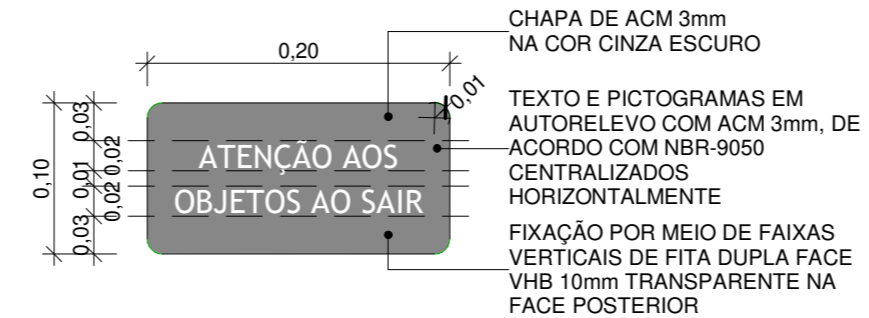 CHAPA DE ACM 3mm
NA COR CINZA ESCURO
0,20
0,01
TEXTO E PICTOGRAMAS EM
AUTORELEVO COM ACM 3mm, DE
ACORDO COM NBR-9050
CENTRALIZADOS
HORIZONTALMENTE
0,10
0,03
0,02
0,01
0,02
0,03
ATENÇÃO AOS
OBJETOS AO SAIR
FIXAÇÃO POR MEIO DE FAIXAS
VERTICAIS DE FITA DUPLA FACE
VHB 10mm TRANSPARENTE NA
FACE POSTERIOR